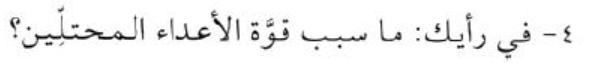 ٤- في رأيك: ما سبب قوَّة الأعداء المحتلِّين؟